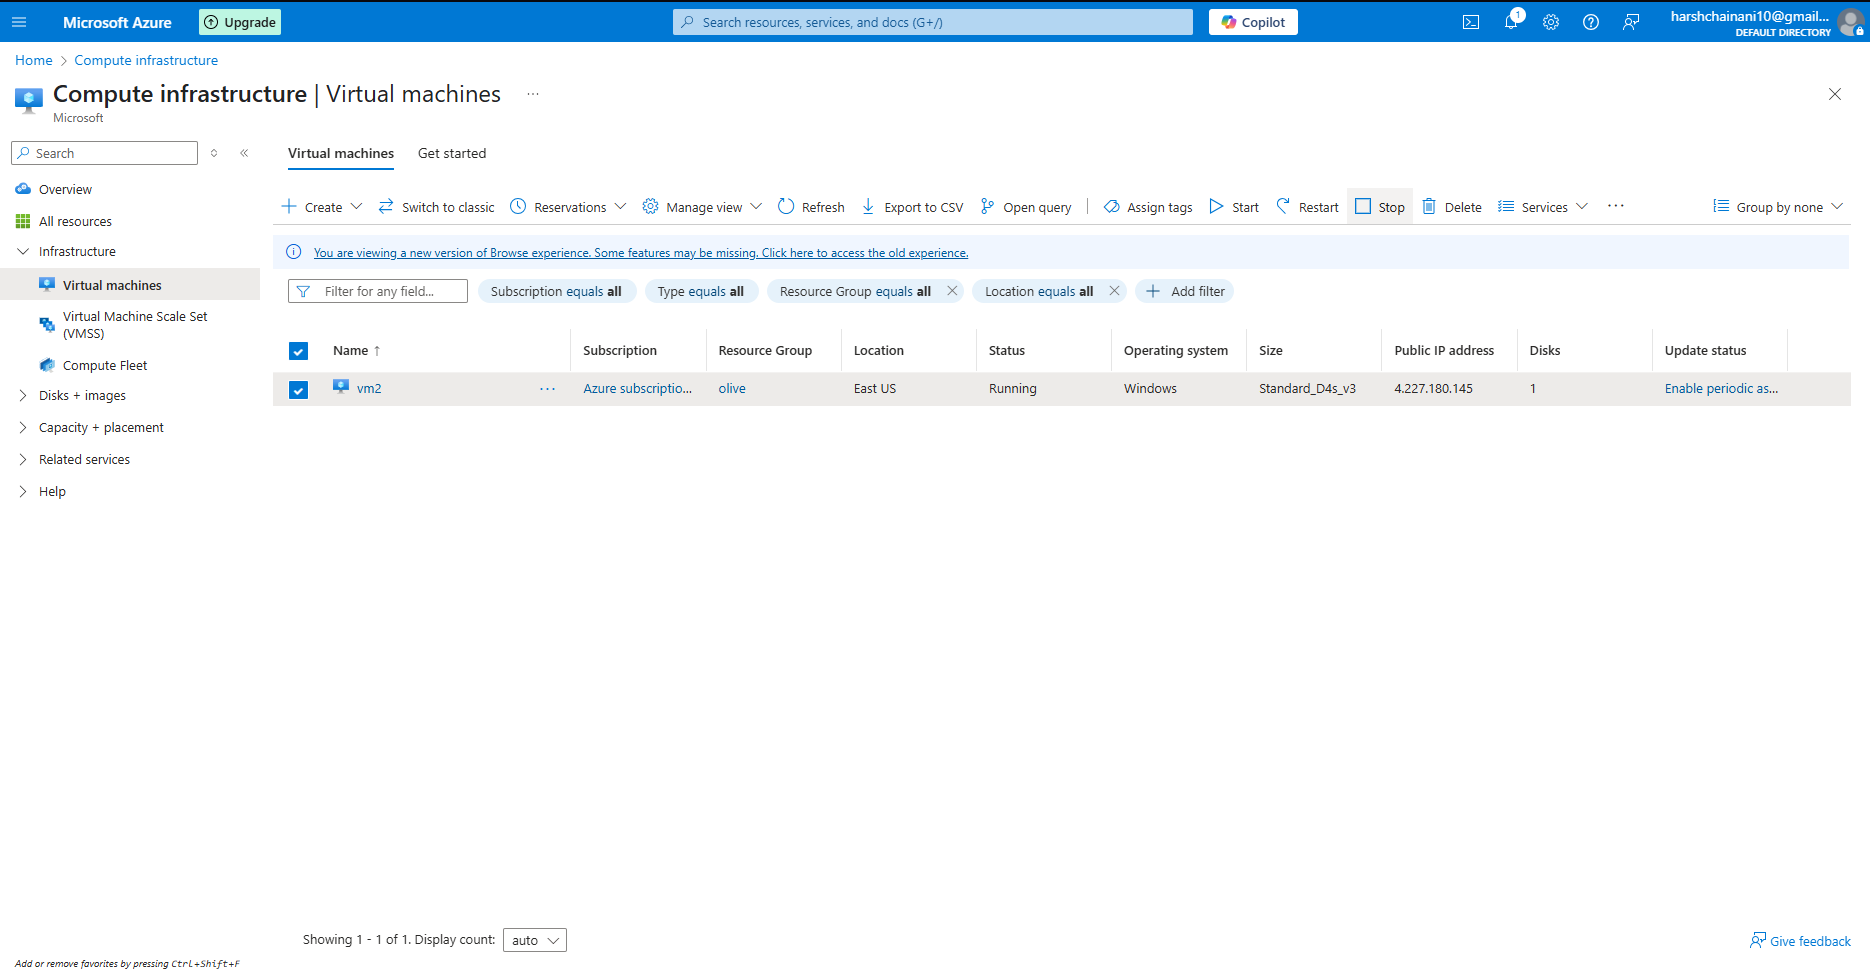 Microsoft Azure Upgrade Search resources, services, and docs (G+/) Copilot 1 harshchainani10@gmail...
DEFAULT DIRECTORY
Home > Compute infrastructure
Compute infrastructure | Virtual machines ...
Microsoft
Search
Overview
All resources
Infrastructure
Virtual machines
Virtual Machine Scale Set
(VMSS)
Compute Fleet
Disks + images
Capacity + placement
Related services
Help
Virtual machines Get started
Create Switch to classic Reservations Manage view Refresh Export to CSV Open query Assign tags Start Restart Stop Delete Services ... Group by none
You are viewing a new version of Browse experience. Some features may be missing. Click here to access the old experience.
Filter for any field... Subscription equals all Type equals all Resource Group equals all Location equals all Add filter
Name ↑ Subscription Resource Group Location Status Operating system Size Public IP address Disks Update status
vm2 ... Azure subscriptio... olive East US Running Windows Standard_D4s_v3 4.227.180.145 1 Enable periodic as...
Showing 1 - 1 of 1. Display count: auto
Give feedback
Add or remove favorites by pressing Ctrl+Shift+F